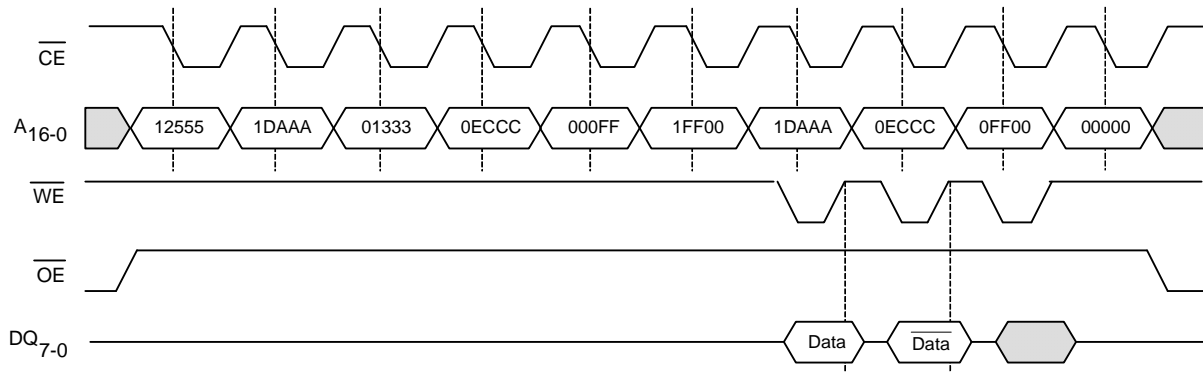 CE
A16-0
12555 1DAAA 01333 0ECCC 000FF 1FF00 1DAAA 0ECCC 0FF00 00000
WE
OE
DQ7-0
Data Data